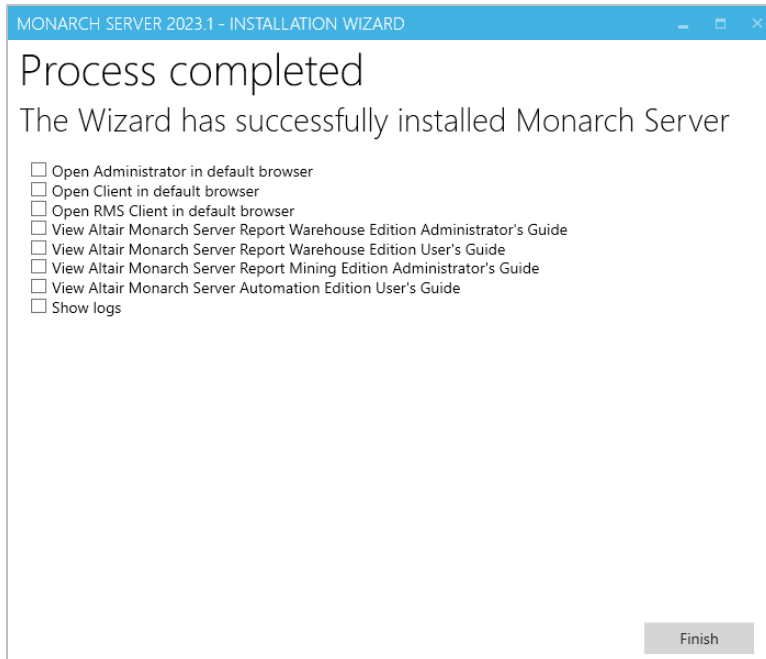 MONARCH SERVER 2023.1 - INSTALLATION WIZARD
Process completed
The Wizard has successfully installed Monarch Server
Open Administrator in default browser
Open Client in default browser
Open RMS Client in default browser
View Altair Monarch Server Report Warehouse Edition Administrator's Guide
View Altair Monarch Server Report Warehouse Edition User's Guide
View Altair Monarch Server Report Mining Edition Administrator's Guide
View Altair Monarch Server Automation Edition User's Guide
Show logs
Finish